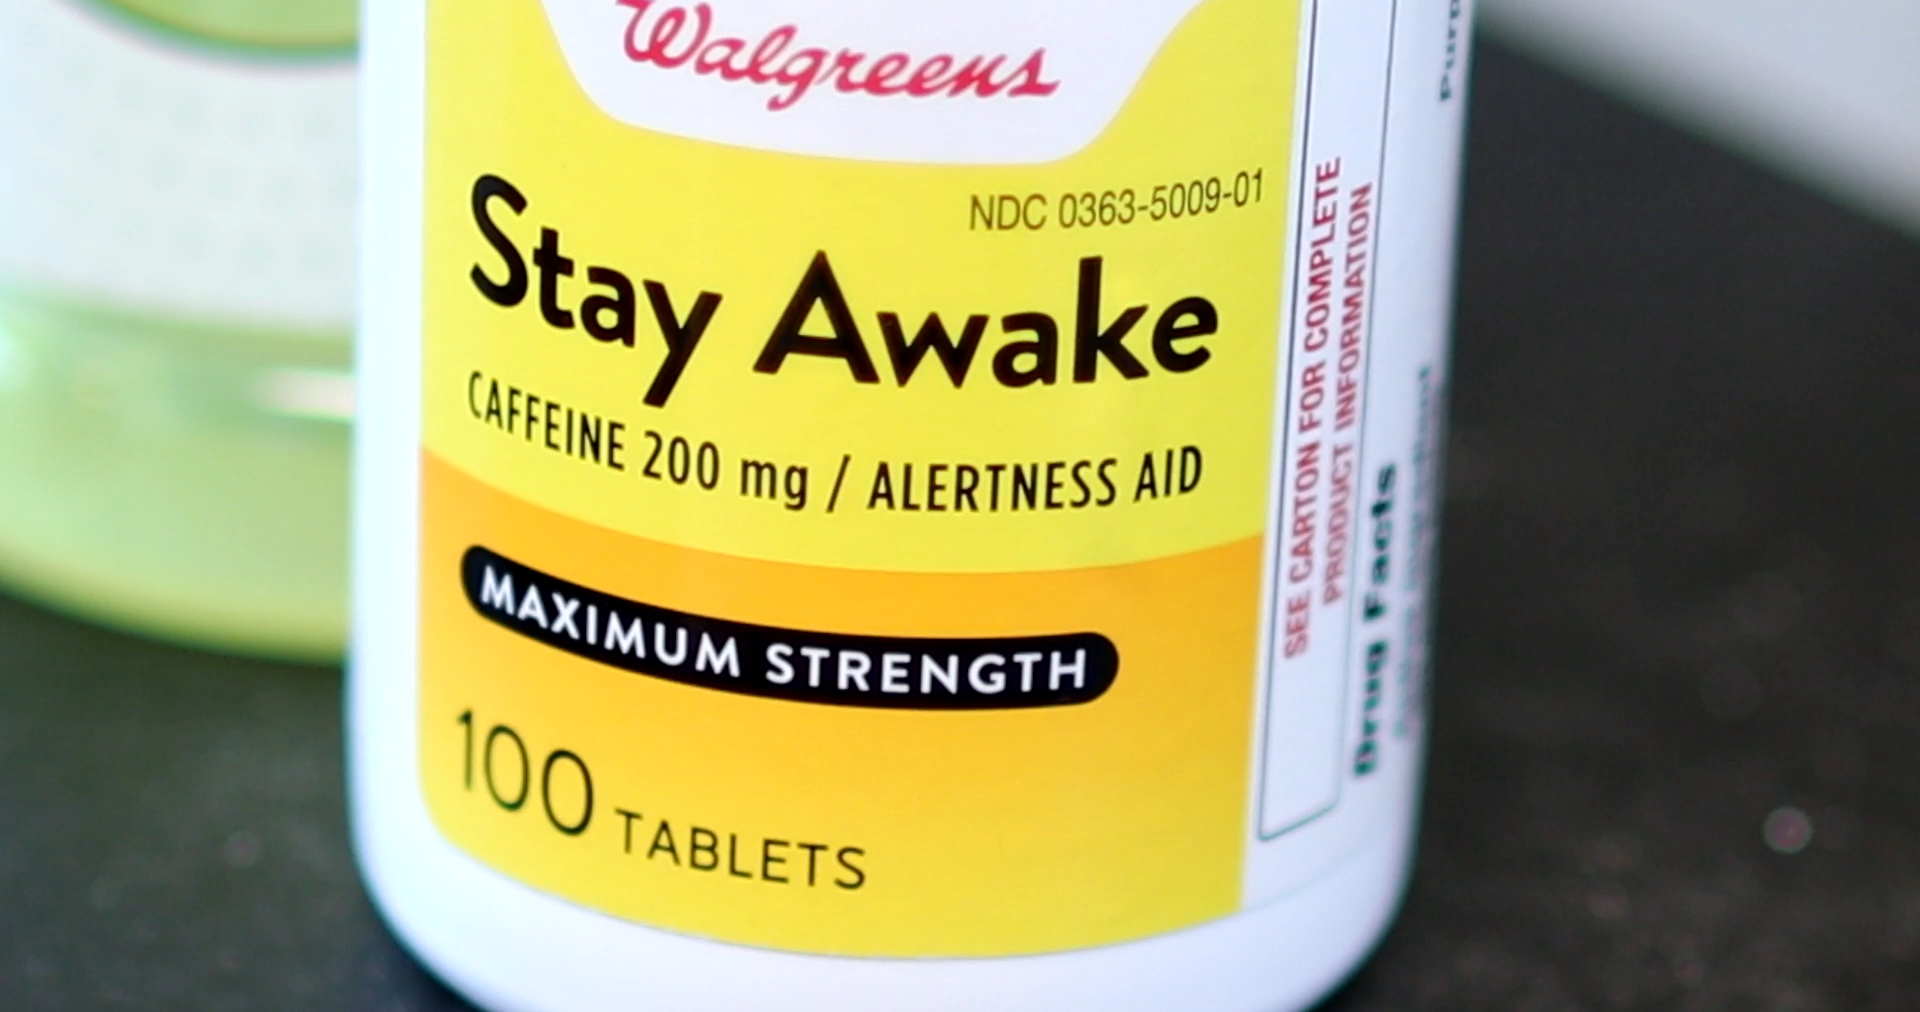 Walgreens
NDC 0363-5009-01
Stay Awake
CAFFEINE 200 mg / ALERTNESS AID
MAXIMUM STRENGTH
100 TABLETS
SEE CARTON FOR COMPLETE
PRODUCT INFORMATION
Drug Facts